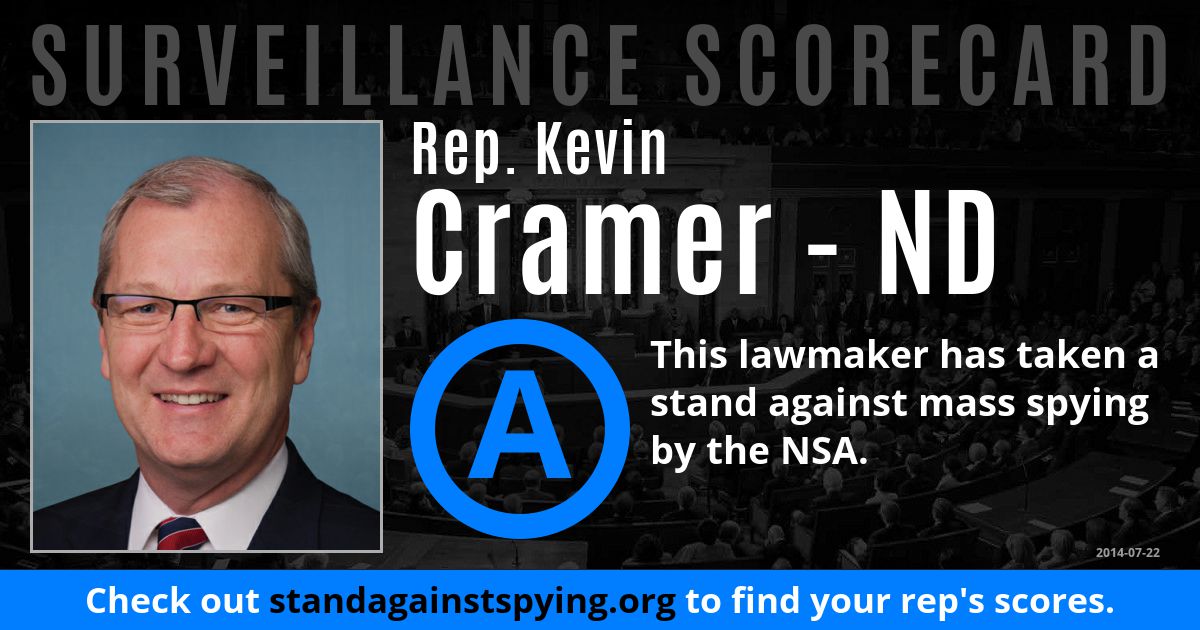 SURVEILLANCE SCORECARD
Rep. Kevin
Cramer - ND
A
This lawmaker has taken a
stand against mass spying
by the NSA.
2014-07-22
Check out standagainstspying.org to find your rep's scores.